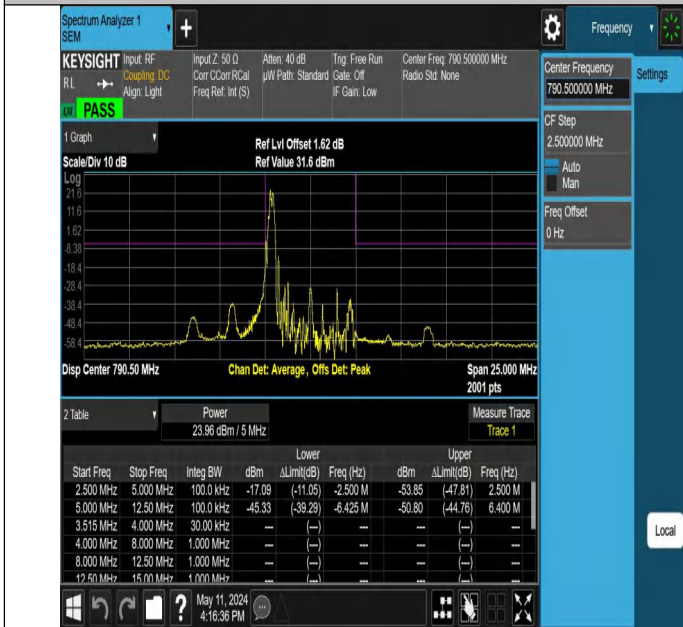 Spectrum Analyzer 1
SEM
+
Frequency
KEYSIGHT
RL
PASS
Input: RF
Coupling: DC
Align: Light
Input Z: 50 Ω
Corr CCorr RCal
Freq Ref: Int (S)
Atten: 40 dB
µW Path: Standard
Trig: Free Run
Gate: Off
IF Gain: Low
Center Freq: 790.500000 MHz
Radio Std: None
Center Frequency
790.500000 MHz
Settings
CF Step
2.500000 MHz
Auto
Man
Freq Offset
0 Hz
1 Graph
Scale/Div 10 dB
Ref Lvl Offset 1.62 dB
Ref Value 31.6 dBm
Log
21.6
11.6
1.62
-8.38
-18.4
-28.4
-38.4
-48.4
-58.4
Disp Center 790.50 MHz
Chan Det: Average , Offs Det: Peak
Span 25.000 MHz
2001 pts
2 Table
Power
23.96 dBm / 5 MHz
Measure Trace
Trace 1
Lower Upper
Start Freq Stop Freq Integ BW dBm ΔLimit(dB) Freq (Hz) dBm ΔLimit(dB) Freq (Hz)
2.500 MHz 5.000 MHz 100.0 kHz -17.09 (-11.05) -2.500 M -53.85 (-47.81) 2.500 M
5.000 MHz 12.50 MHz 100.0 kHz -45.33 (-39.29) -6.425 M -50.80 (-44.76) 6.400 M
3.515 MHz 4.000 MHz 30.00 kHz --- (---) --- --- (---) ---
4.000 MHz 8.000 MHz 1.000 MHz --- (---) --- --- (---) ---
8.000 MHz 12.50 MHz 1.000 MHz --- (---) --- --- (---) ---
12.50 MHz 15.00 MHz 1.000 MHz --- (---) --- --- (---) ---
Local
?
May 11, 2024
4:16:36 PM